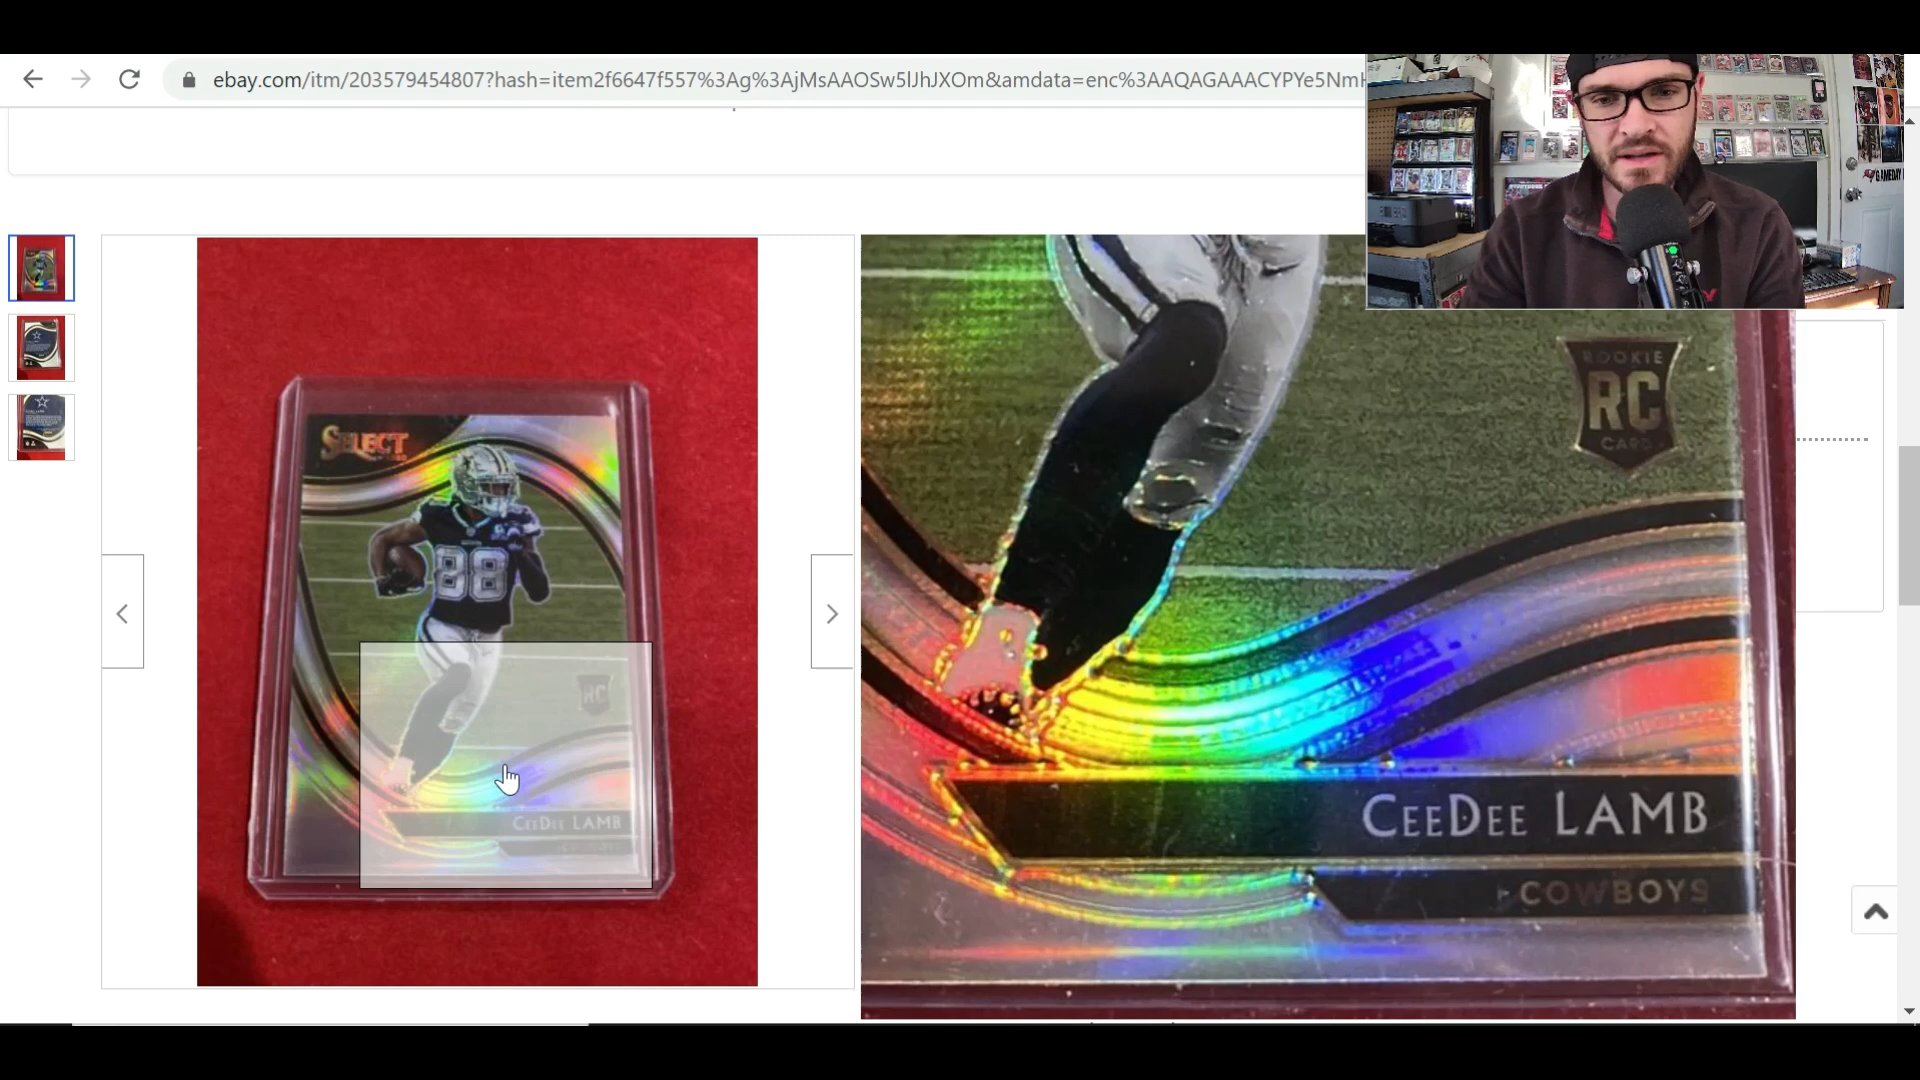 ebay.com/itm/203579454807?hash=item2f6647f557%3Ag%3AjMsAAOSw5lJhJXOm&amdata=enc%3AAQAGAAACYPYe5Nm
GAMEDAY
SELECT
88
RC
CEEDEE LAMB
ROOKIE
RC
CARD
CEEDEE LAMB
COWBOYS